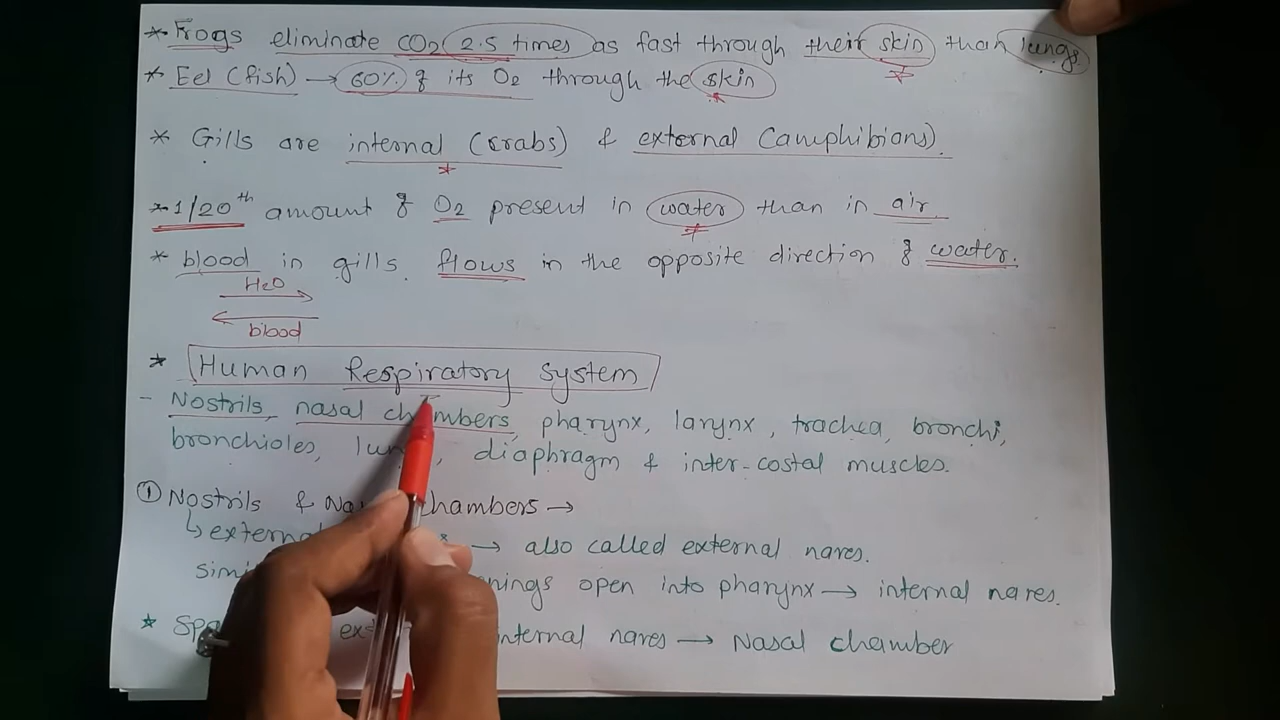 * Frogs eliminate CO2 2.5 times as fast through their skin than lungs.
* Eel (fish) → 60% of its O2 through the skin
* Gills are internal (crabs) & external (amphibians).
* 1/20th amount of O2 present in water than in air.
* blood in gills. flows in the opposite direction of water.
H2O
blood
* Human Respiratory System
- Nostrils, nasal chambers, pharynx, larynx, trachea, bronchi,
bronchioles, diaphragm & inter-costal muscles.
① Nostrils & chambers →
↳ → also called external nares.
open into pharynx → internal nares.
* internal nares → Nasal chamber